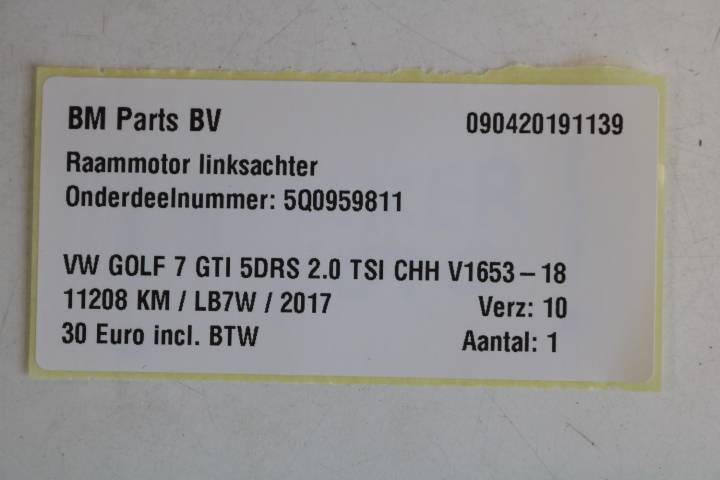 BM Parts BV 090420191139
Raammotor linksachter
Onderdeelnummer: 5Q0959811
VW GOLF 7 GTI 5DRS 2.0 TSI CHH V1653-18
11208 KM / LB7W / 2017 Verz: 10
30 Euro incl. BTW Aantal: 1